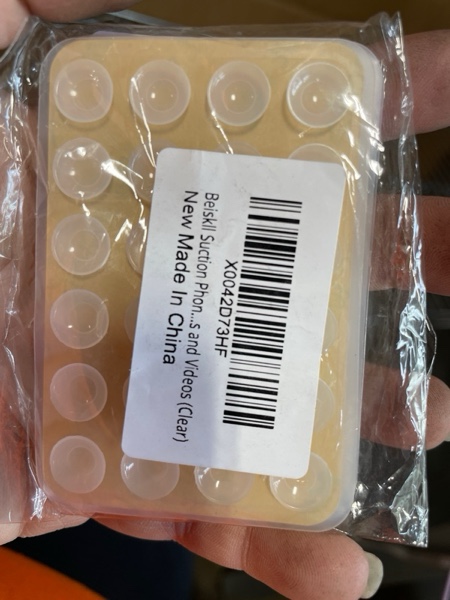 X0042D73HF
Beiskll Suction Phon...s and Videos (Clear)
New Made In China